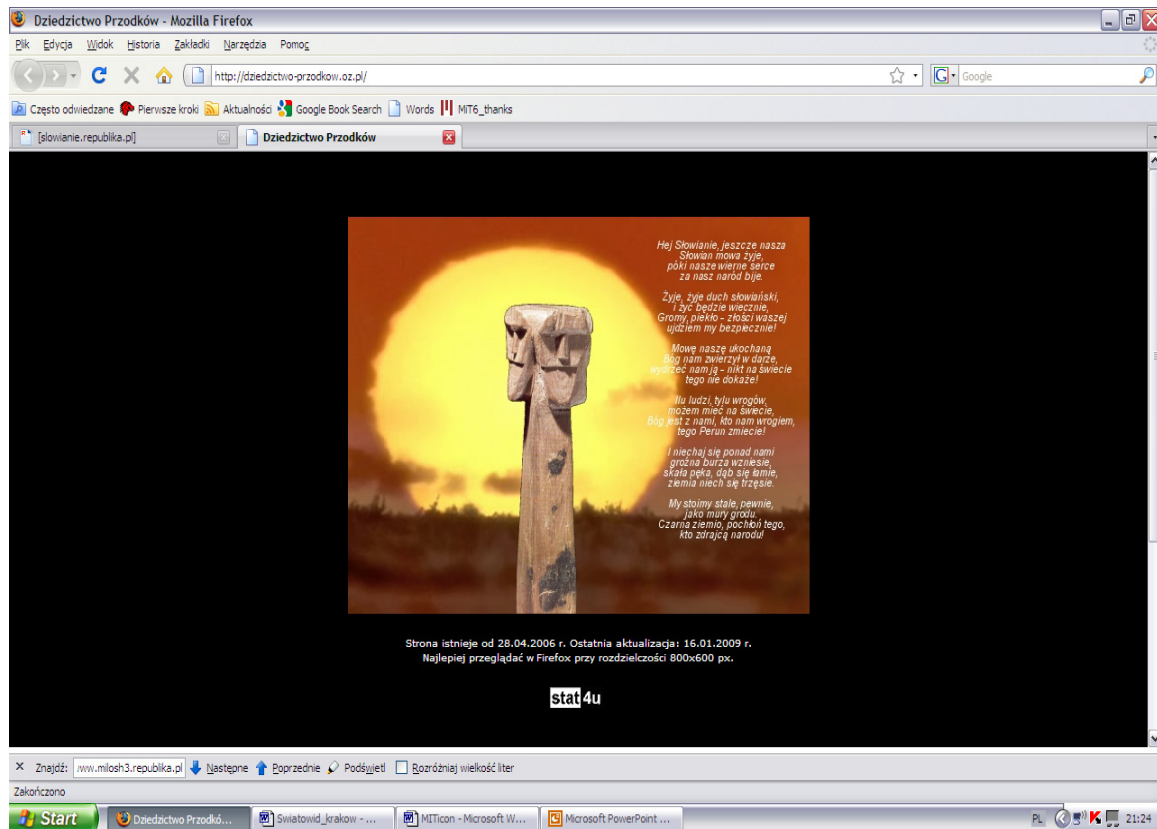 Dziedzictwo Przodków - Mozilla Firefox
Plik Edycja Widok Historia Zakładki Narzędzia Pomoc
http://dziedzictwo-przodkow.oz.pl/
G Google
Często odwiedzane Pierwsze kroki Aktualności Google Book Search Words MiT6_thanks
[slowianie.republika.pl] Dziedzictwo Przodków
Hej Słowianie, jeszcze nasza
Słowian mowa żyje,
póki nasze wierne serce
za nasz naród bije.
Żyje, żyje duch słowiański,
i żyć będzie wiecznie,
Gromy, piekło - złości waszej
ujdziem my bezpiecznie!
Mowę naszę ukochaną
Bóg nam zwierzył w darze,
wydrzeć nam ją - nikt na świecie
tego nie dokaże!
Ilu ludzi, tylu wrogów,
możem mieć na świecie,
Bóg jest z nami, kto nam wrogiem,
tego Perun zmiecie!
I niechaj się ponad nami
groźna burza wzniesie,
skała pęka, dąb się łamie,
ziemia niech się trzęsie.
My stoimy stale, pewnie,
jako mury grodu.
Czarna ziemio, pochłoń tego,
kto zdrajcą narodu!
Strona istnieje od 28.04.2006 r. Ostatnia aktualizacja: 16.01.2009 r.
Najlepiej przeglądać w Firefox przy rozdzielczości 800x600 px.
stat4u
Znajdź: www.milosh3.republika.pl Następne Poprzednie Podświetl Rozróżniaj wielkość liter
Zakończono
Start Dziedzictwo Przodkó... Swiatowid_krakow - ... MITicon - Microsoft W... Microsoft PowerPoint ... PL 21:24